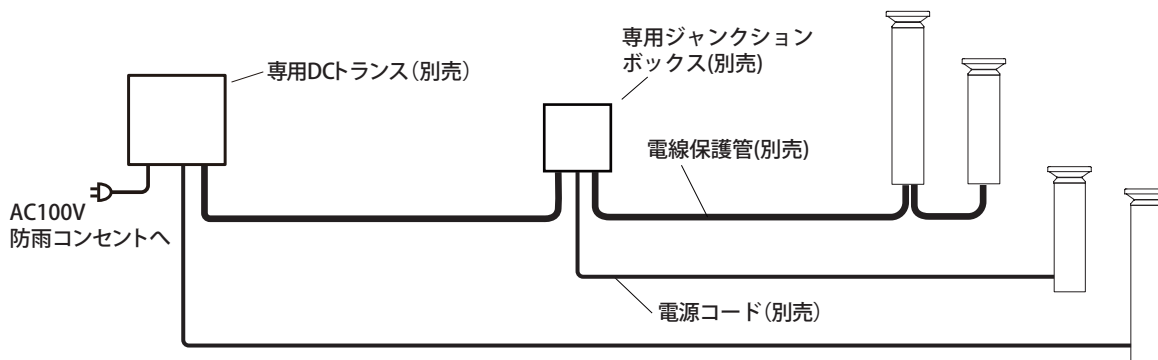 専用DCトランス（別売）
専用ジャンクション
ボックス(別売)
電線保護管(別売)
AC100V
防雨コンセントへ
電源コード（別売）